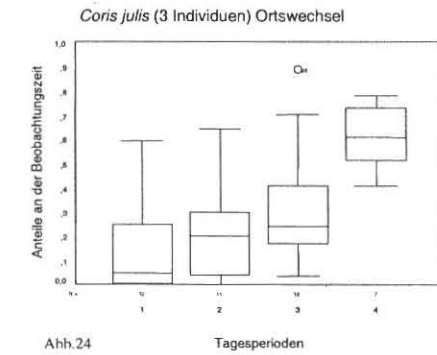 Coris julis (3 Individuen) Ortswechsel
Anteile an der Beobachtungszeit
1,0
,9
,8
,7
,6
,5
,4
,3
,2
,1
0,0
1 2 3 4
Abb.24 Tagesperioden